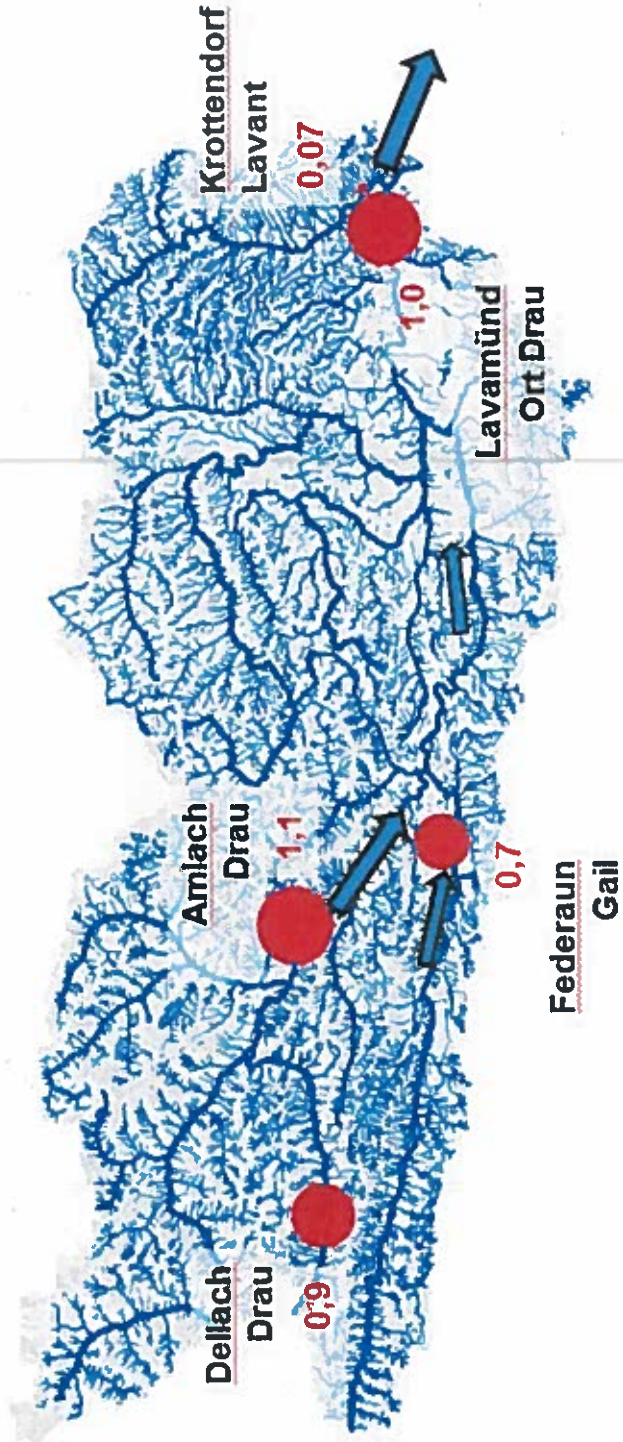 Dellach
Drau
0,9
Amlach
Drau
1,1
Federaun
Gail
0,7
Lavamünd
Ort Drau
1,0
Krottendorf
Lavant
0,07